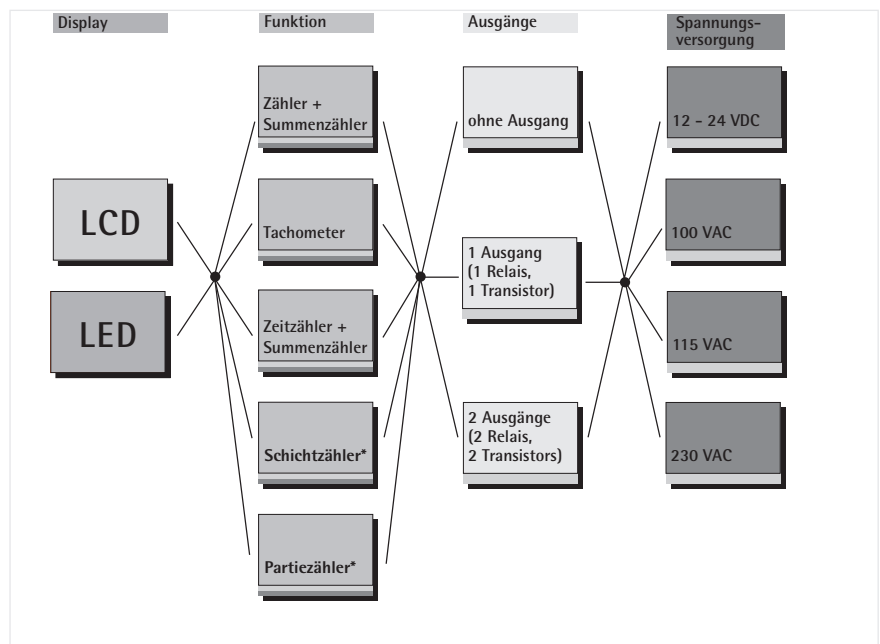 Display
Funktion
Ausgänge
Spannungs-
versorgung
LCD
LED
Zähler +
Summenzähler
Tachometer
Zeitzähler +
Summenzähler
Schichtzähler*
Partiezähler*
ohne Ausgang
1 Ausgang
(1 Relais,
1 Transistor)
2 Ausgänge
(2 Relais,
2 Transistors)
12 - 24 VDC
100 VAC
115 VAC
230 VAC